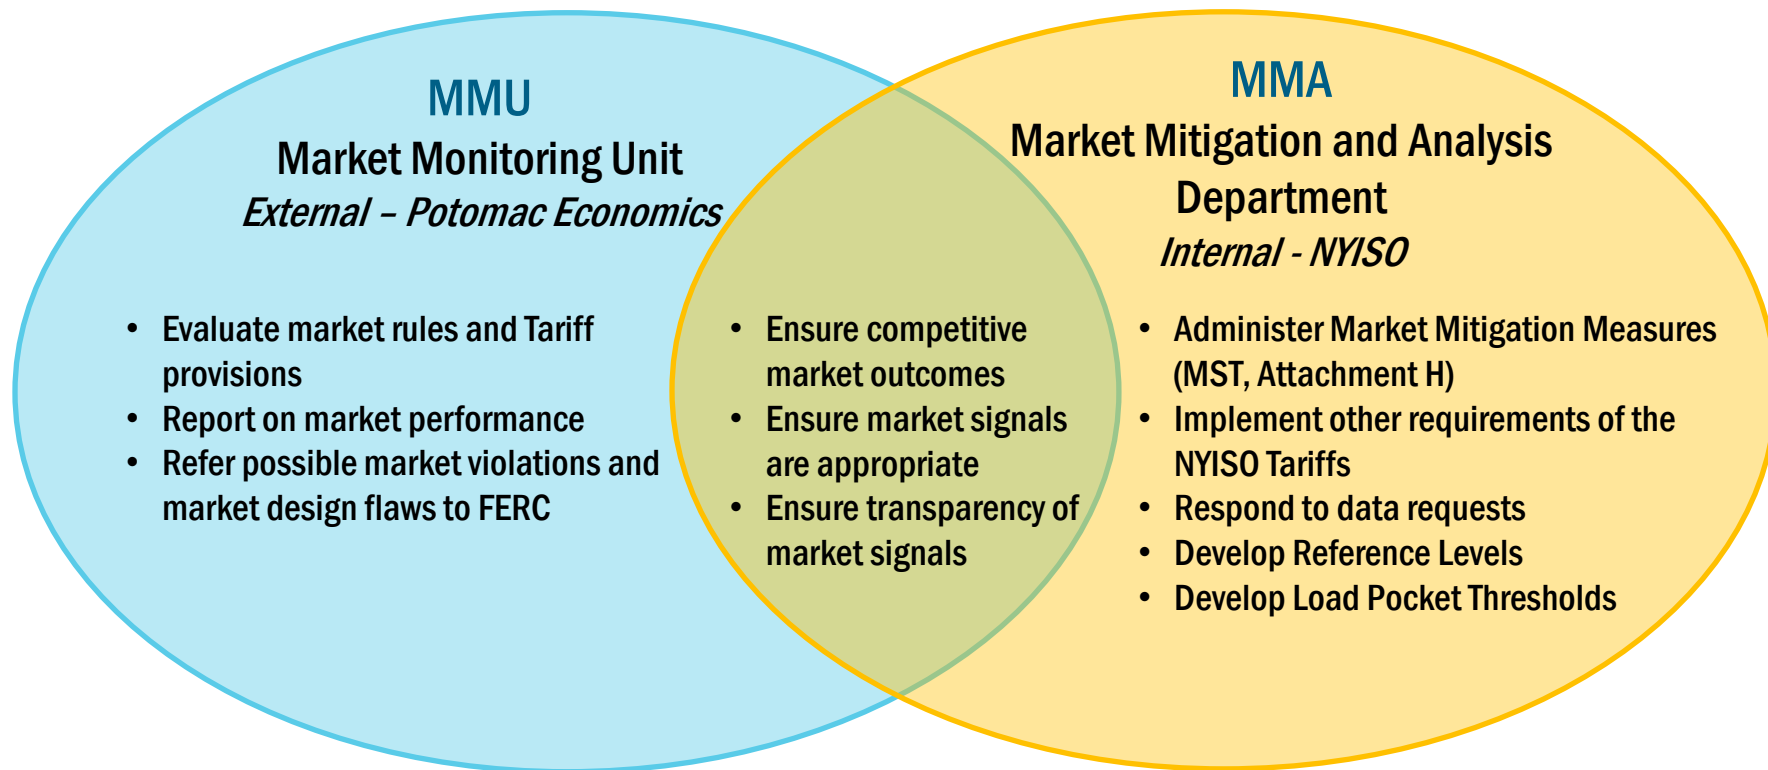 MMU
Market Monitoring Unit
External – Potomac Economics
• Evaluate market rules and Tariff
provisions
• Report on market performance
• Refer possible market violations and
market design flaws to FERC
• Ensure competitive
market outcomes
• Ensure market signals
are appropriate
• Ensure transparency of
market signals
MMA
Market Mitigation and Analysis
Department
Internal - NYISO
• Administer Market Mitigation Measures
(MST, Attachment H)
• Implement other requirements of the
NYISO Tariffs
• Respond to data requests
• Develop Reference Levels
• Develop Load Pocket Thresholds